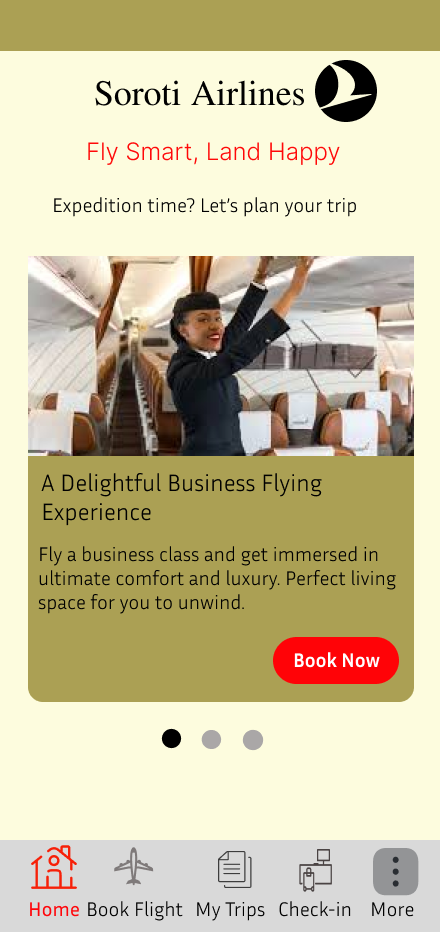 Soroti Airlines
Fly Smart, Land Happy
Expedition time? Let's plan your trip
A Delightful Business Flying
Experience
Fly a business class and get immersed in
ultimate comfort and luxury. Perfect living
space for you to unwind.
Book Now
Home Book Flight My Trips Check-in More